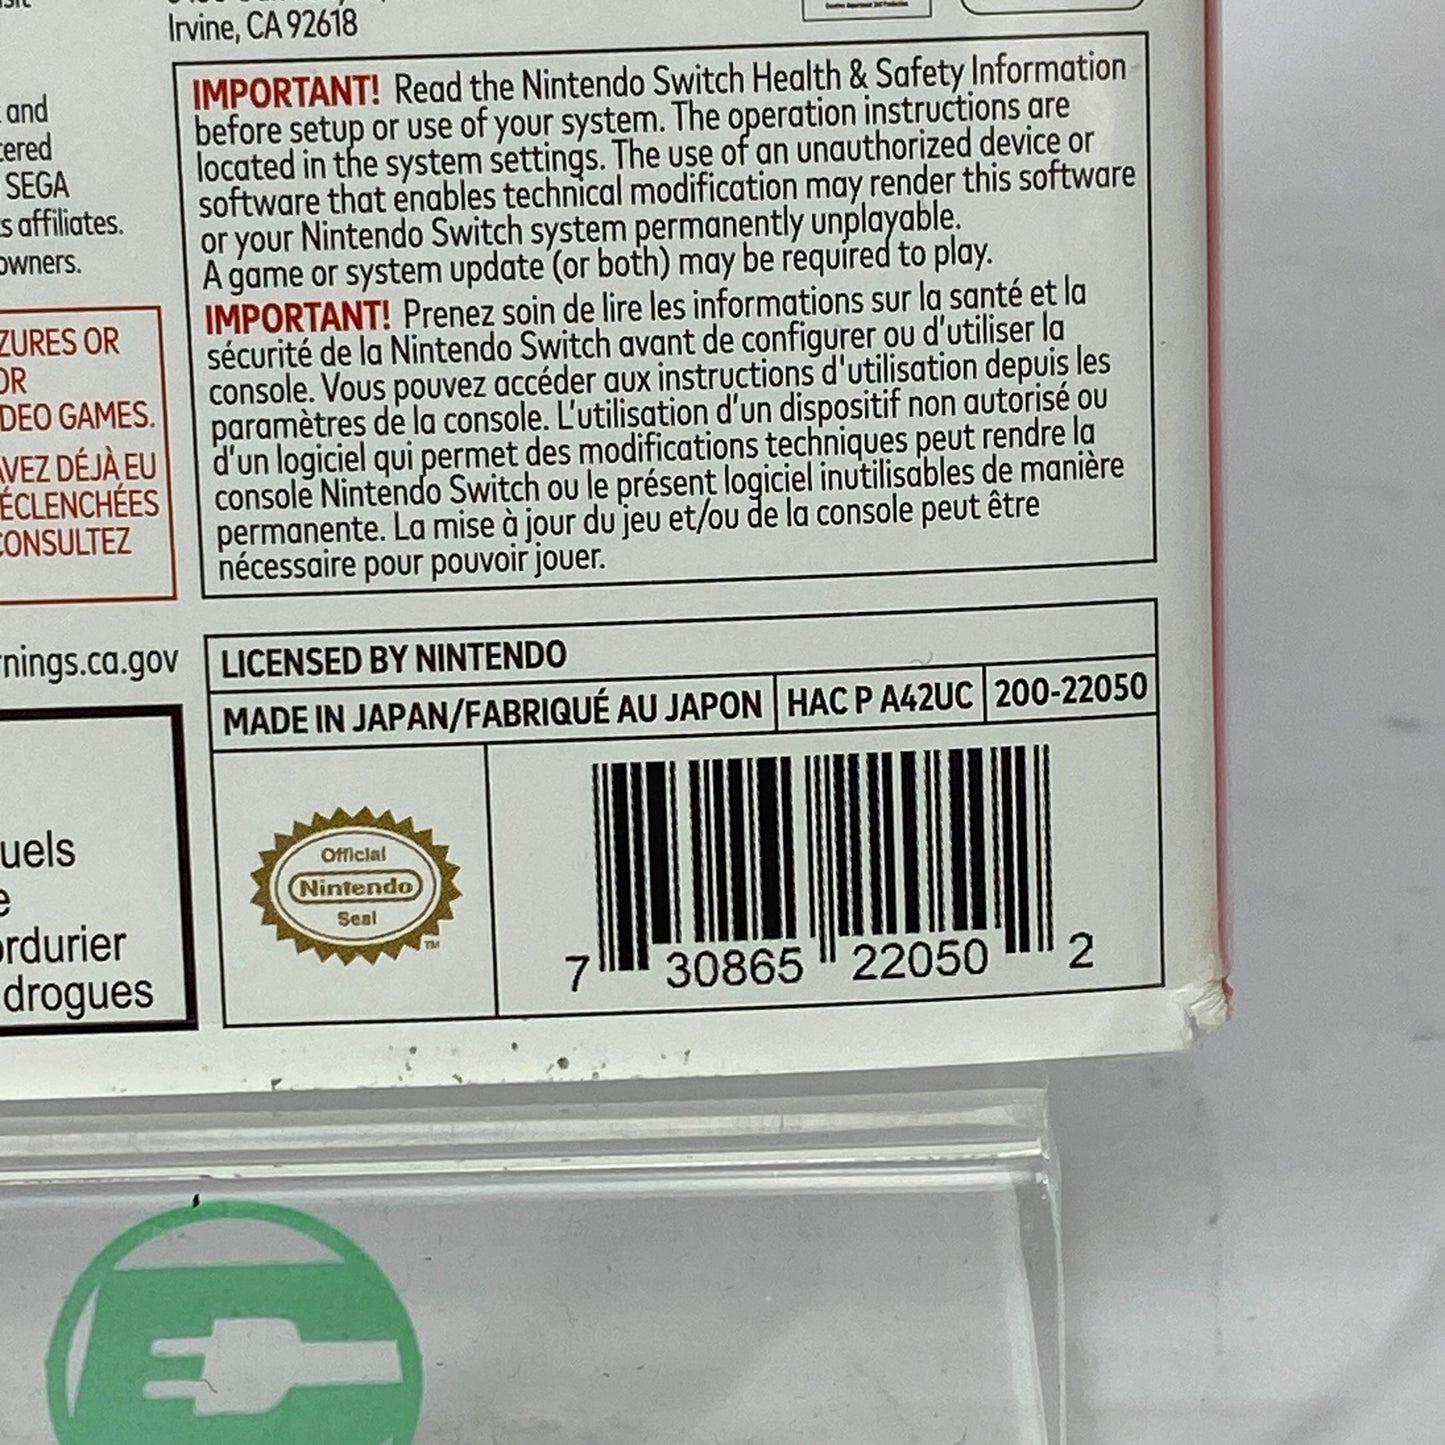 Irvine, CA 92618
and
SEGA
affiliates.
IMPORTANT! Read the Nintendo Switch Health & Safety Information
before setup or use of your system. The operation instructions are
located in the system settings. The use of an unauthorized device or
software that enables technical modification may render this software
or your Nintendo Switch system permanently unplayable.
A game or system update (or both) may be required to play.
IMPORTANT! Prenez soin de lire les informations sur la santé et la
sécurité de la Nintendo Switch avant de configurer ou d'utiliser la
console. Vous pouvez accéder aux instructions d'utilisation depuis les
paramètres de la console. L'utilisation d'un dispositif non autorisé ou
d'un logiciel qui permet des modifications techniques peut rendre la
console Nintendo Switch ou le présent logiciel inutilisables de manière
permanente. La mise à jour du jeu et/ou de la console peut être
nécessaire pour pouvoir jouer.
ZURES OR
OR
DEO GAMES.
AVEZ DÉJÀ EU
ÉCLENCHÉES
CONSULTEZ
rnings.ca.gov
uels
e
ordurier
drogues
LICENSED BY NINTENDO
MADE IN JAPAN/FABRIQUÉ AU JAPON HAC P A42UC 200-22050
Official
Nintendo
Seal
TM
7 30865 22050 2